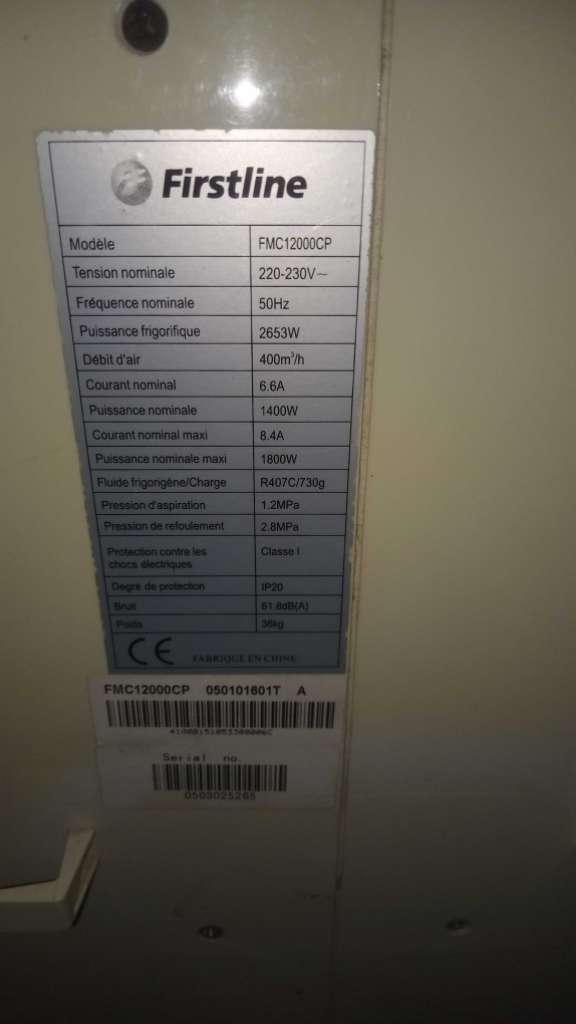 Firstline
Modèle FMC12000CP
Tension nominale 220-230V~
Fréquence nominale 50Hz
Puissance frigorifique 2653W
Débit d'air 400m³/h
Courant nominal 6.6A
Puissance nominale 1400W
Courant nominal maxi 8.4A
Puissance nominale maxi 1800W
Fluide frigorigène/Charge R407C/730g
Pression d'aspiration 1.2MPa
Pression de refoulement 2.8MPa
Protection contre les Classe I
chocs électriques
Degré de protection IP20
Bruit 61.8dB(A)
Poids 36kg
CE FABRIQUE EN CHINE
FMC12000CP 050101601T A
Serial no.
0503025265